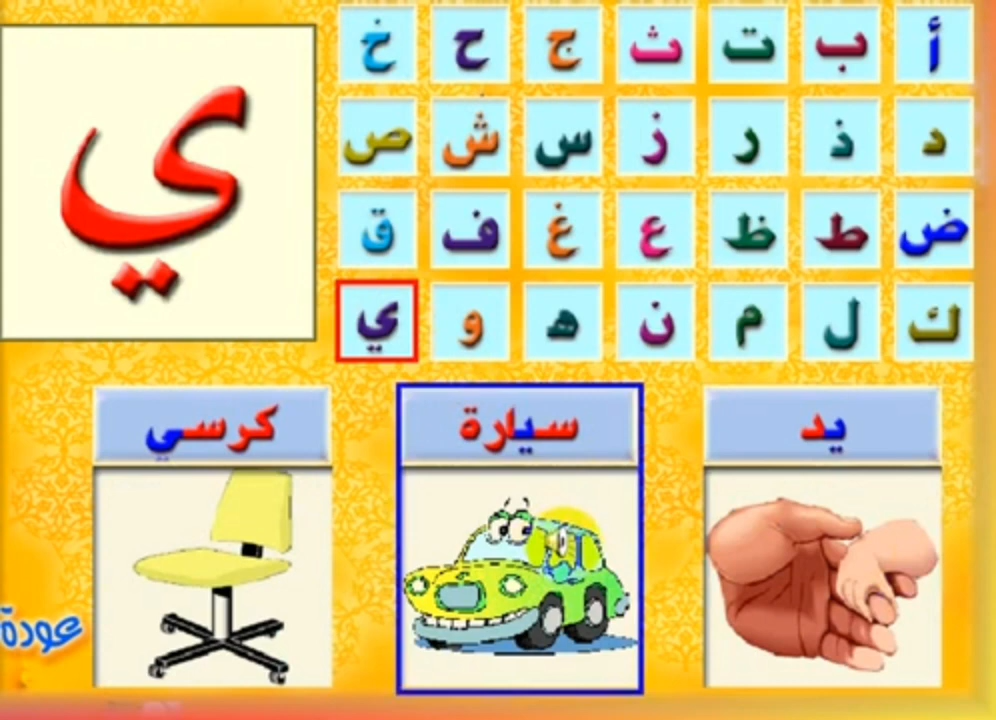 ي
أ ب ت ث ج ح خ
د ذ ر ز س ش ص
ض ط ظ ع غ ف ق
ك ل م ن ه و ي
يد سيارة كرسي
عودة